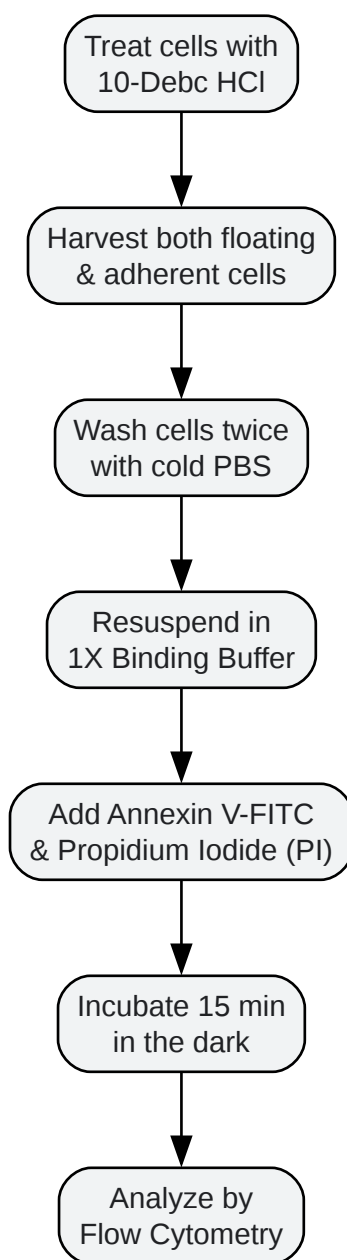 Treat cells with
10-Debc HCl
Harvest both floating
& adherent cells
Wash cells twice
with cold PBS
Resuspend in
1X Binding Buffer
Add Annexin V-FITC
& Propidium Iodide (PI)
Incubate 15 min
in the dark
Analyze by
Flow Cytometry